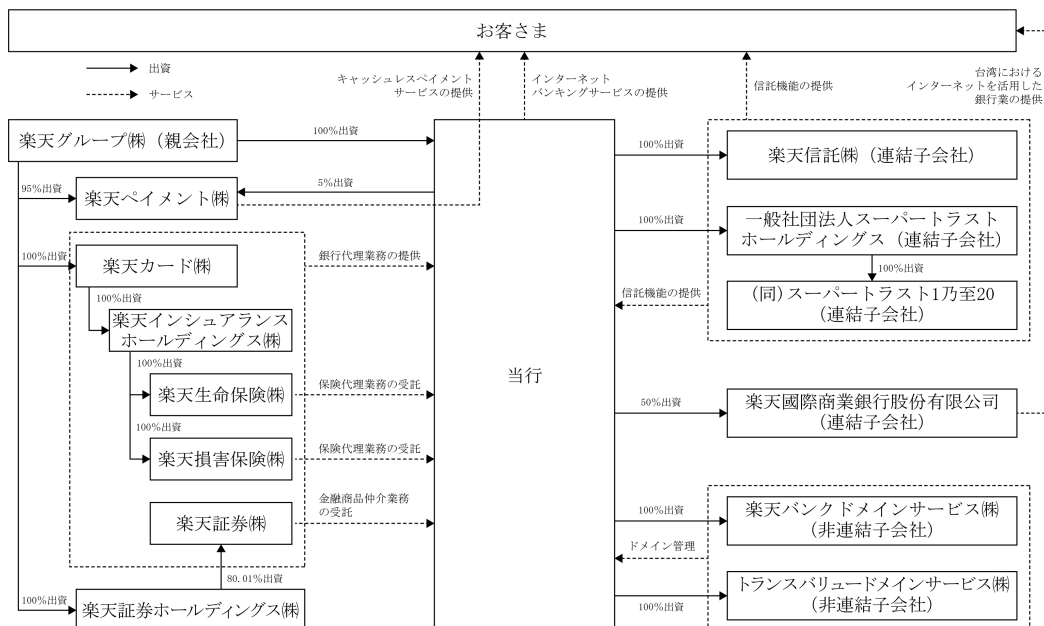 お客さま
出資
サービス
キャッシュレスペイメント
サービスの提供
インターネット
バンキングサービスの提供
信託機能の提供
台湾における
インターネットを活用した
銀行業の提供
楽天グループ㈱（親会社）
100%出資
95%出資
楽天ペイメント㈱
5%出資
100%出資
楽天カード㈱
銀行代理業務の提供
100%出資
楽天インシュアランス
ホールディングス㈱
100%出資
楽天生命保険㈱
保険代理業務の受託
100%出資
楽天損害保険㈱
保険代理業務の受託
楽天証券㈱
金融商品仲介業務
の受託
80.01%出資
100%出資
楽天証券ホールディングス㈱
当行
100%出資
楽天信託㈱（連結子会社）
100%出資
一般社団法人スーパートラスト
ホールディングス（連結子会社）
100%出資
信託機能の提供
(同)スーパートラスト1乃至20
（連結子会社）
50%出資
楽天國際商業銀行股份有限公司
（連結子会社）
100%出資
楽天バンクドメインサービス㈱
（非連結子会社）
ドメイン管理
トランスバリュードメインサービス㈱
（非連結子会社）
100%出資